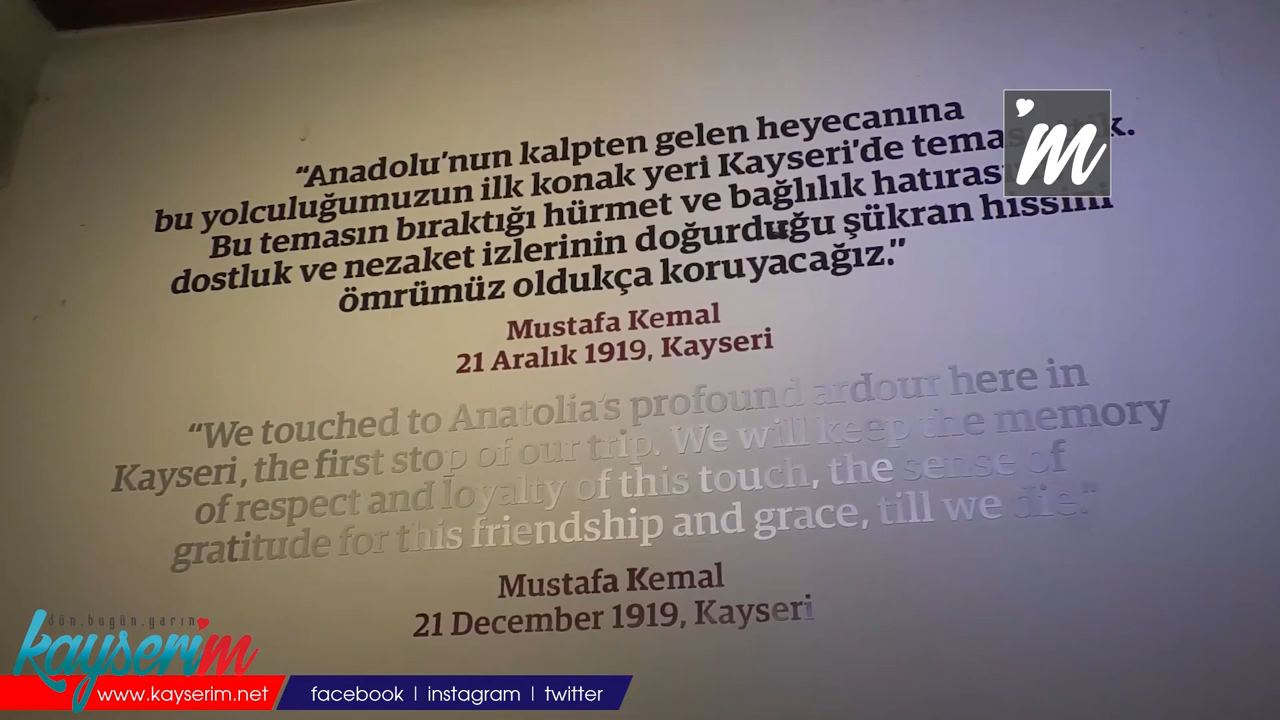 “Anadolu’nun kalpten gelen heyecanına
bu yolculuğumuzun ilk konak yeri Kayseri’de
Bu temasın bıraktığı hürmet ve bağlılık
dostluk ve nezaket izlerinin doğurduğu şükran hissini
ömrümüz oldukça koruyacağız.”
Mustafa Kemal
21 Aralık 1919, Kayseri
“We touched to Anatolia’s profound ardour here in
Kayseri, the first stop of our trip. We will keep the memory
of respect and loyalty of this touch, the sense of
gratitude for this friendship and grace, till we die.”
Mustafa Kemal
21 December 1919, Kayseri
’m
dün.bugün.yarın
kayserim
www.kayserim.net
facebook | instagram | twitter